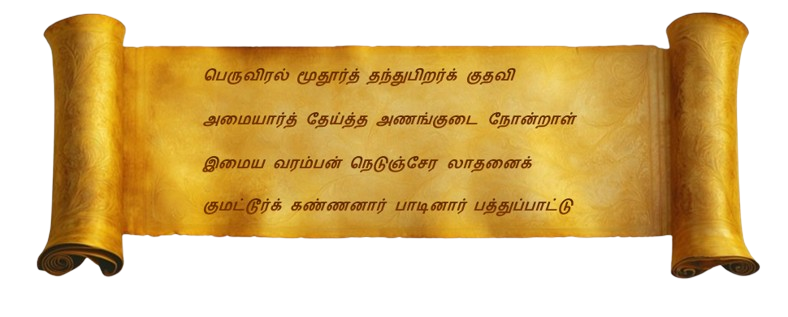 பெருவிரல் மூதூர்த் தந்துபிறர்க் குதவி
அமையார்த் தேய்த்த அணங்குடை நோன்றாள்
இமைய வரம்பன் நெடுஞ்சேர லாதனைக்
குமட்டூர்க் கண்ணனார் பாடினார் பத்துப்பாட்டு